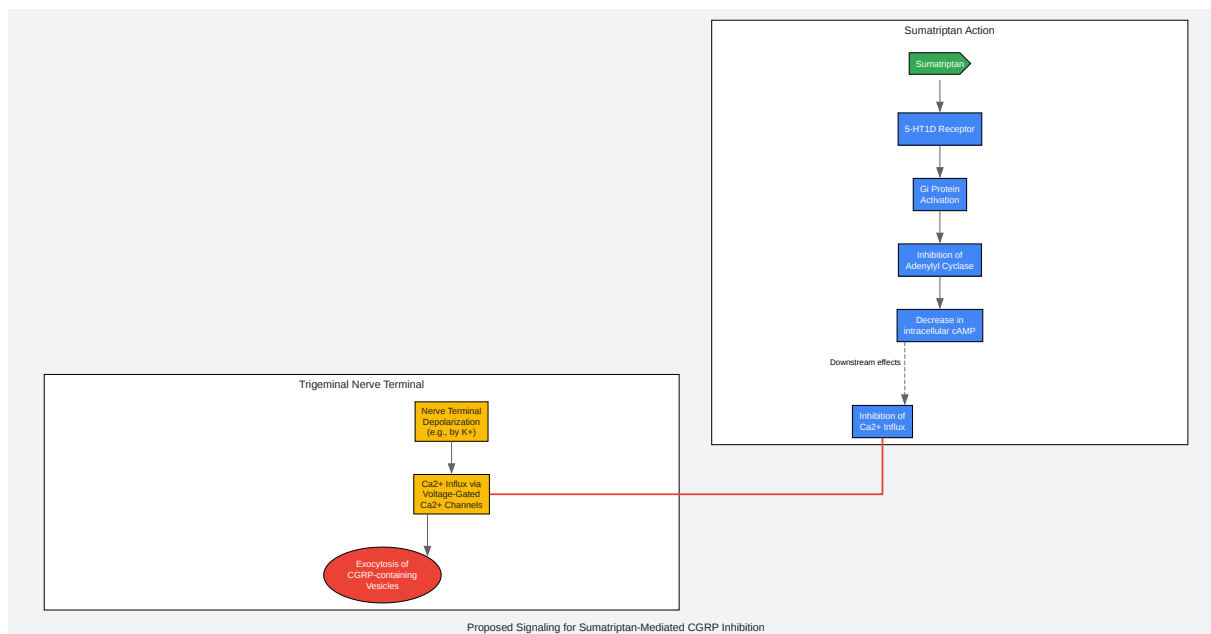 Sumatriptan Action
Sumatriptan
5-HT1D Receptor
Gi Protein
Activation
Inhibition of
Adenylyl Cyclase
Decrease in
intracellular cAMP
Downstream effects
Inhibition of
Ca2+ Influx
Trigeminal Nerve Terminal
Nerve Terminal
Depolarization
(e.g., by K+)
Ca2+ Influx via
Voltage-Gated
Ca2+ Channels
Exocytosis of
CGRP-containing
Vesicles
Proposed Signaling for Sumatriptan-Mediated CGRP Inhibition